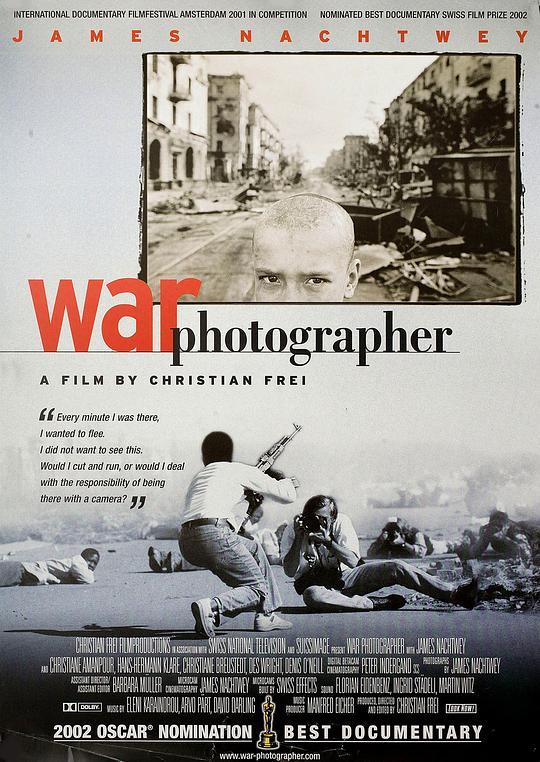 INTERNATIONAL DOCUMENTARY FILMFESTIVAL AMSTERDAM 2001 IN COMPETITION NOMINATED BEST DOCUMENTARY SWISS FILM PRIZE 2002
JAMES NACHTWEY
war
photographer
A FILM BY CHRISTIAN FREI
“Every minute I was there,
I wanted to flee.
I did not want to see this.
Would I cut and run, or would I deal
with the responsibility of being
there with a camera?”
CHRISTIAN FREI FILMPRODUCTIONS IN ASSOCIATION WITH SWISS NATIONAL TELEVISION AND SUISSIMAGE PRESENT WAR PHOTOGRAPHER WITH JAMES NACHTWEY
AND CHRISTIANE AMANPOUR, HANS-HERMANN KLARE, CHRISTIANE BREUSTEDT, DES WRIGHT, DENIS O'NEILL DIGITAL BETACAM CINEMATOGRAPHY PETER INDERGAND SCS PHOTOGRAPHS BY JAMES NACHTWEY
ASSISTANT DIRECTOR/ ASSISTANT EDITOR BARBARA MÜLLER MICROCAM CINEMATOGRAPHY JAMES NACHTWEY MICROCAMS BUILT BY SWISS EFFECTS SOUND FLORIAN EIDENBENZ, INGRID STÄDELI, MARTIN WITZ
DOLBY MUSIC BY ELENI KARAINDROU, ARVO PÄRT, DAVID DARLING MUSIC PRODUCER MANFRED EICHER PRODUCED, DIRECTED AND EDITED BY CHRISTIAN FREI LOOK NOW!
2002 OSCAR® NOMINATION BEST DOCUMENTARY
www.war-photographer.com